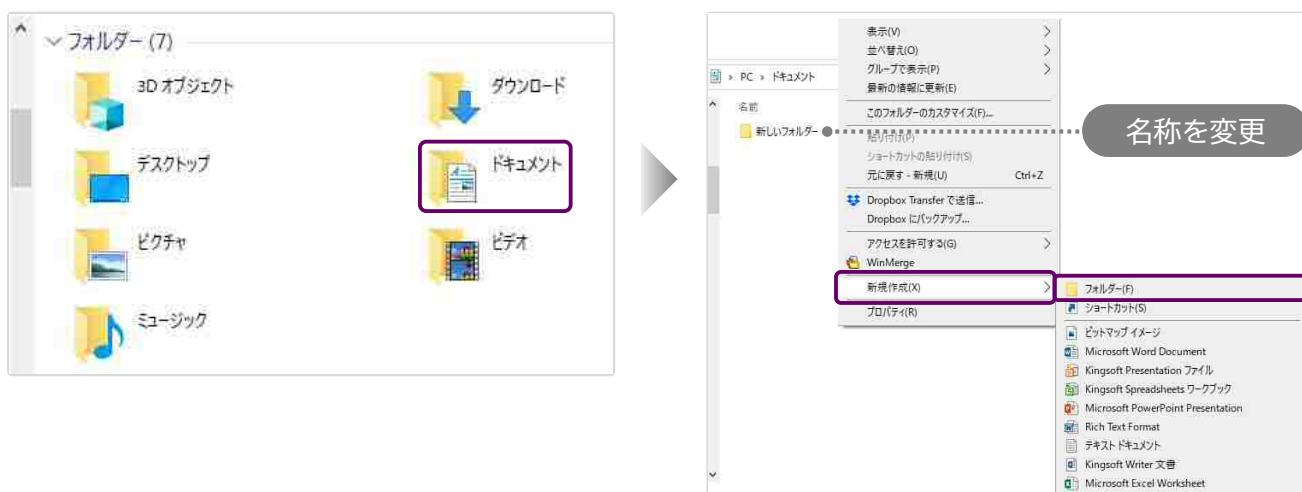 フォルダー (7)
3D オブジェクト
ダウンロード
デスクトップ
ドキュメント
ピクチャ
ビデオ
ミュージック
PC › ドキュメント
名前
新しいフォルダー
名称を変更
表示(V)
並べ替え(O)
グループで表示(P)
最新の情報に更新(E)
このフォルダーのカスタマイズ(F)...
貼り付け(P)
ショートカットの貼り付け(S)
元に戻す - 新規(U) Ctrl+Z
Dropbox Transfer で送信...
Dropbox にバックアップ...
アクセスを許可する(G)
WinMerge
新規作成(X)
プロパティ(R)
フォルダー(F)
ショートカット(S)
ビットマップ イメージ
Microsoft Word Document
Kingsoft Presentation ファイル
Kingsoft Spreadsheets ワークブック
Microsoft PowerPoint Presentation
Rich Text Format
テキスト ドキュメント
Kingsoft Writer 文書
Microsoft Excel Worksheet